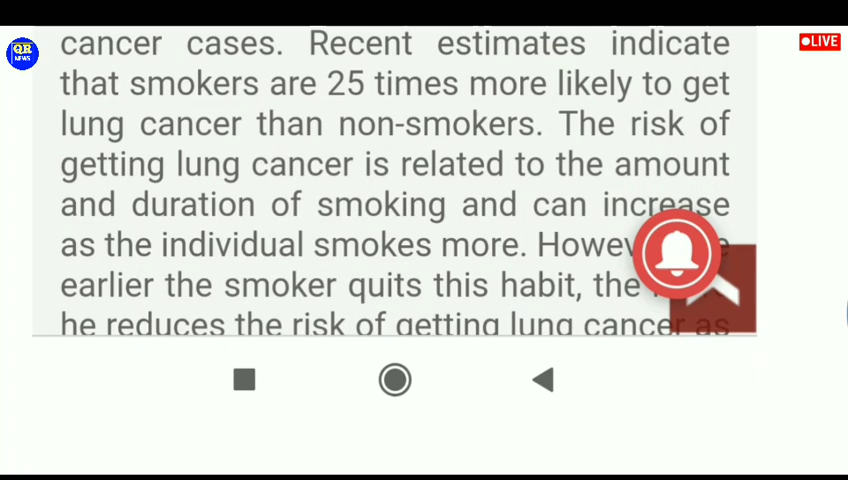 QR
NEWS
LIVE
cancer cases. Recent estimates indicate
that smokers are 25 times more likely to get
lung cancer than non-smokers. The risk of
getting lung cancer is related to the amount
and duration of smoking and can increase
as the individual smokes more.
earlier the smoker quits this habit, the
he reduces the risk of getting lung cancer as